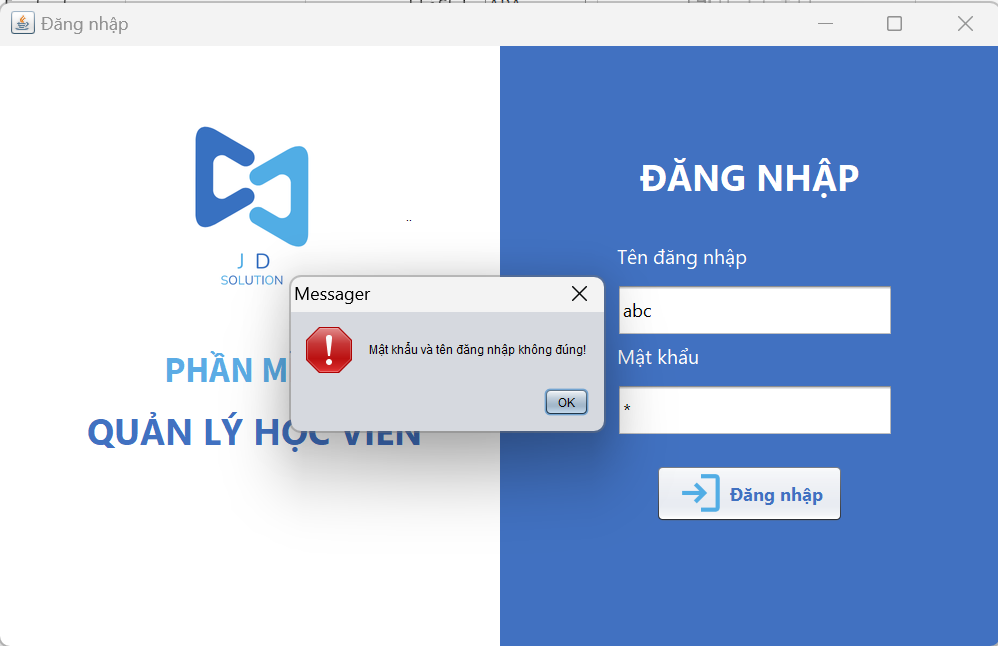 Đăng nhập
J D
SOLUTION
PHẦN M
QUẢN LÝ HỌC VIÊN
..
Messager
Mật khẩu và tên đăng nhập không đúng!
OK
ĐĂNG NHẬP
Tên đăng nhập
abc
Mật khẩu
*
Đăng nhập